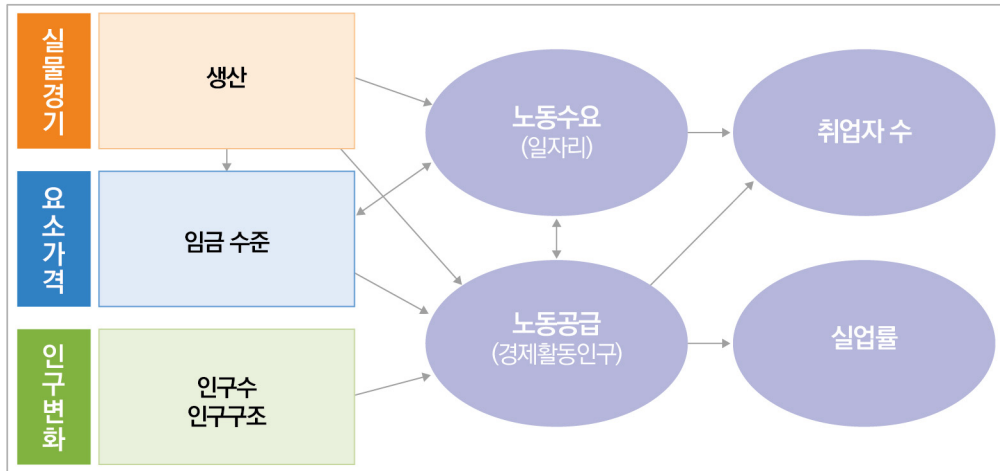 실물경기
생산
노동수요
(일자리)
취업자 수
요소가격
임금 수준
노동공급
(경제활동인구)
실업률
인구변화
인구수
인구구조